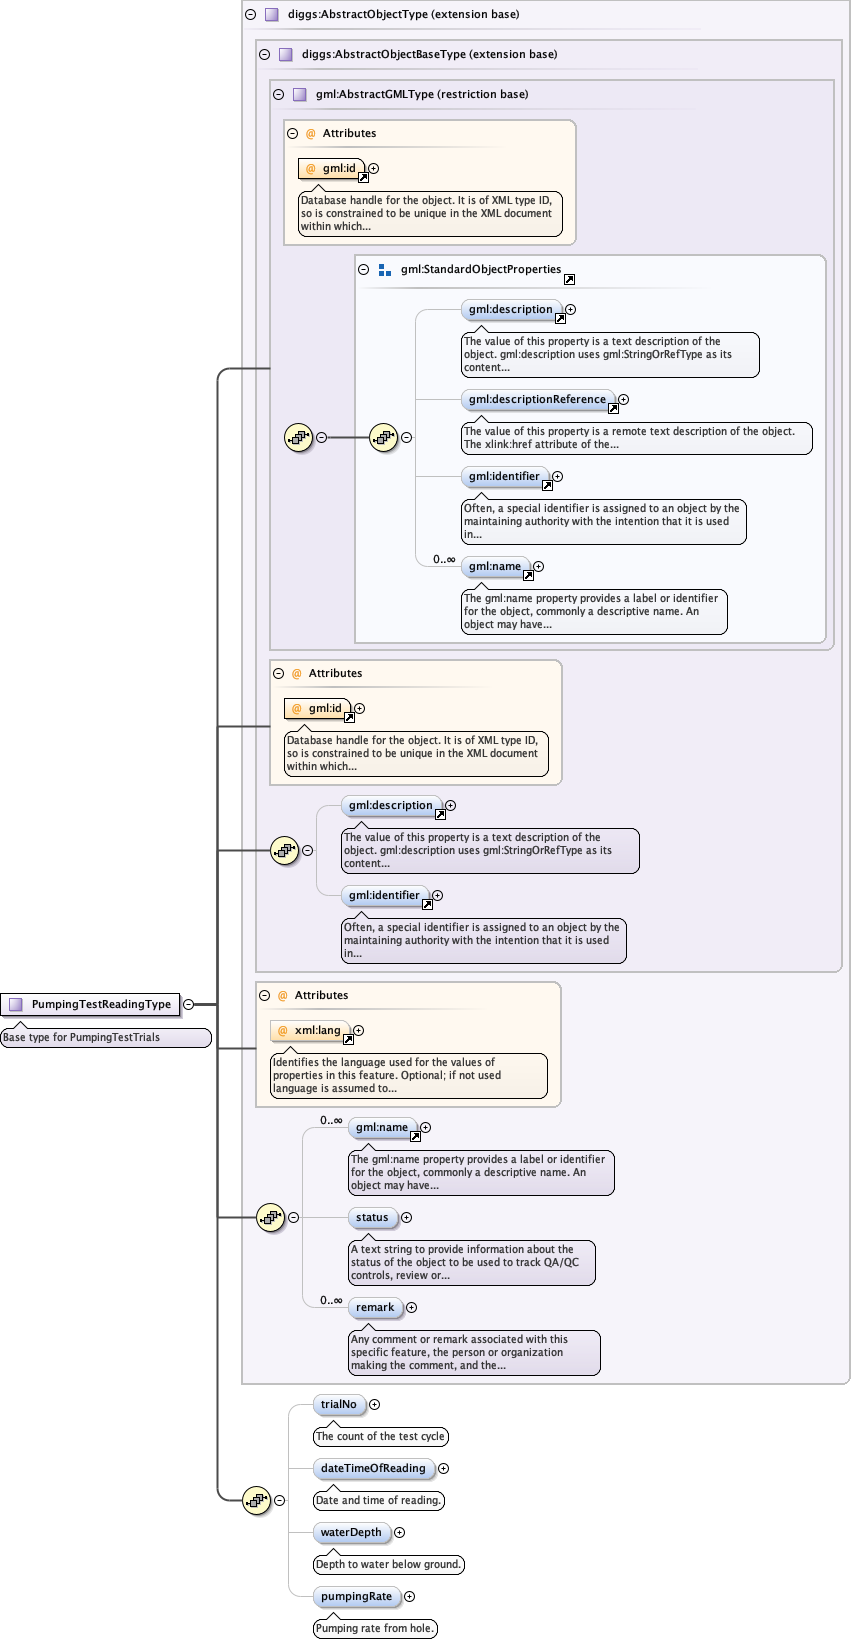 diggs:AbstractObjectType (extension base)
diggs:AbstractObjectBaseType (extension base)
gml:AbstractGMLType (restriction base)
@ Attributes
@ gml:id
Database handle for the object. It is of XML type ID,
so is constrained to be unique in the XML document
within which...
gml:StandardObjectProperties
gml:description
The value of this property is a text description of the
object. gml:description uses gml:StringOrRefType as its
content...
gml:descriptionReference
The value of this property is a remote text description of the object.
The xlink:href attribute of the...
gml:identifier
Often, a special identifier is assigned to an object by the
maintaining authority with the intention that it is used
in...
0..∞
gml:name
The gml:name property provides a label or identifier
for the object, commonly a descriptive name. An
object may have...
@ Attributes
@ gml:id
Database handle for the object. It is of XML type ID,
so is constrained to be unique in the XML document
within which...
gml:description
The value of this property is a text description of the
object. gml:description uses gml:StringOrRefType as its
content...
gml:identifier
Often, a special identifier is assigned to an object by the
maintaining authority with the intention that it is used
in...
PumpingTestReadingType
Base type for PumpingTestTrials
@ Attributes
@ xml:lang
Identifies the language used for the values of
properties in this feature. Optional; if not used
language is assumed to...
0..∞
gml:name
The gml:name property provides a label or identifier
for the object, commonly a descriptive name. An
object may have...
status
A text string to provide information about the
status of the object to be used to track QA/QC
controls, review or...
0..∞
remark
Any comment or remark associated with this
specific feature, the person or organization
making the comment, and the...
trialNo
The count of the test cycle
dateTimeOfReading
Date and time of reading.
waterDepth
Depth to water below ground.
pumpingRate
Pumping rate from hole.